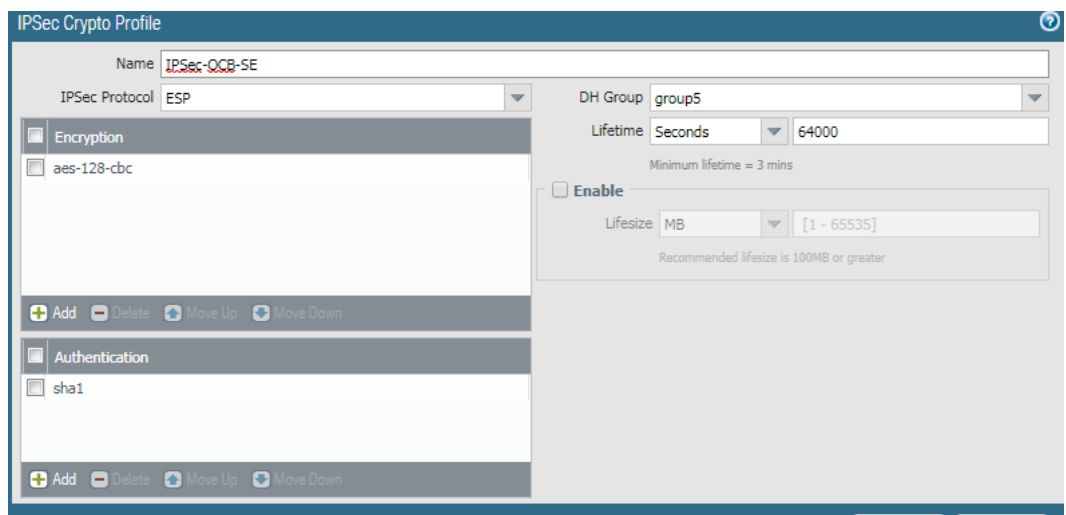 IPSec Crypto Profile
Name IPSec-OCB-SE
IPSec Protocol ESP
DH Group group5
Encryption
Lifetime Seconds 64000
aes-128-cbc
Minimum lifetime = 3 mins
Enable
Lifesize MB [1 - 65535]
Recommended lifesize is 100MB or greater
Add Delete Move Up Move Down
Authentication
sha1
Add Delete Move Up Move Down